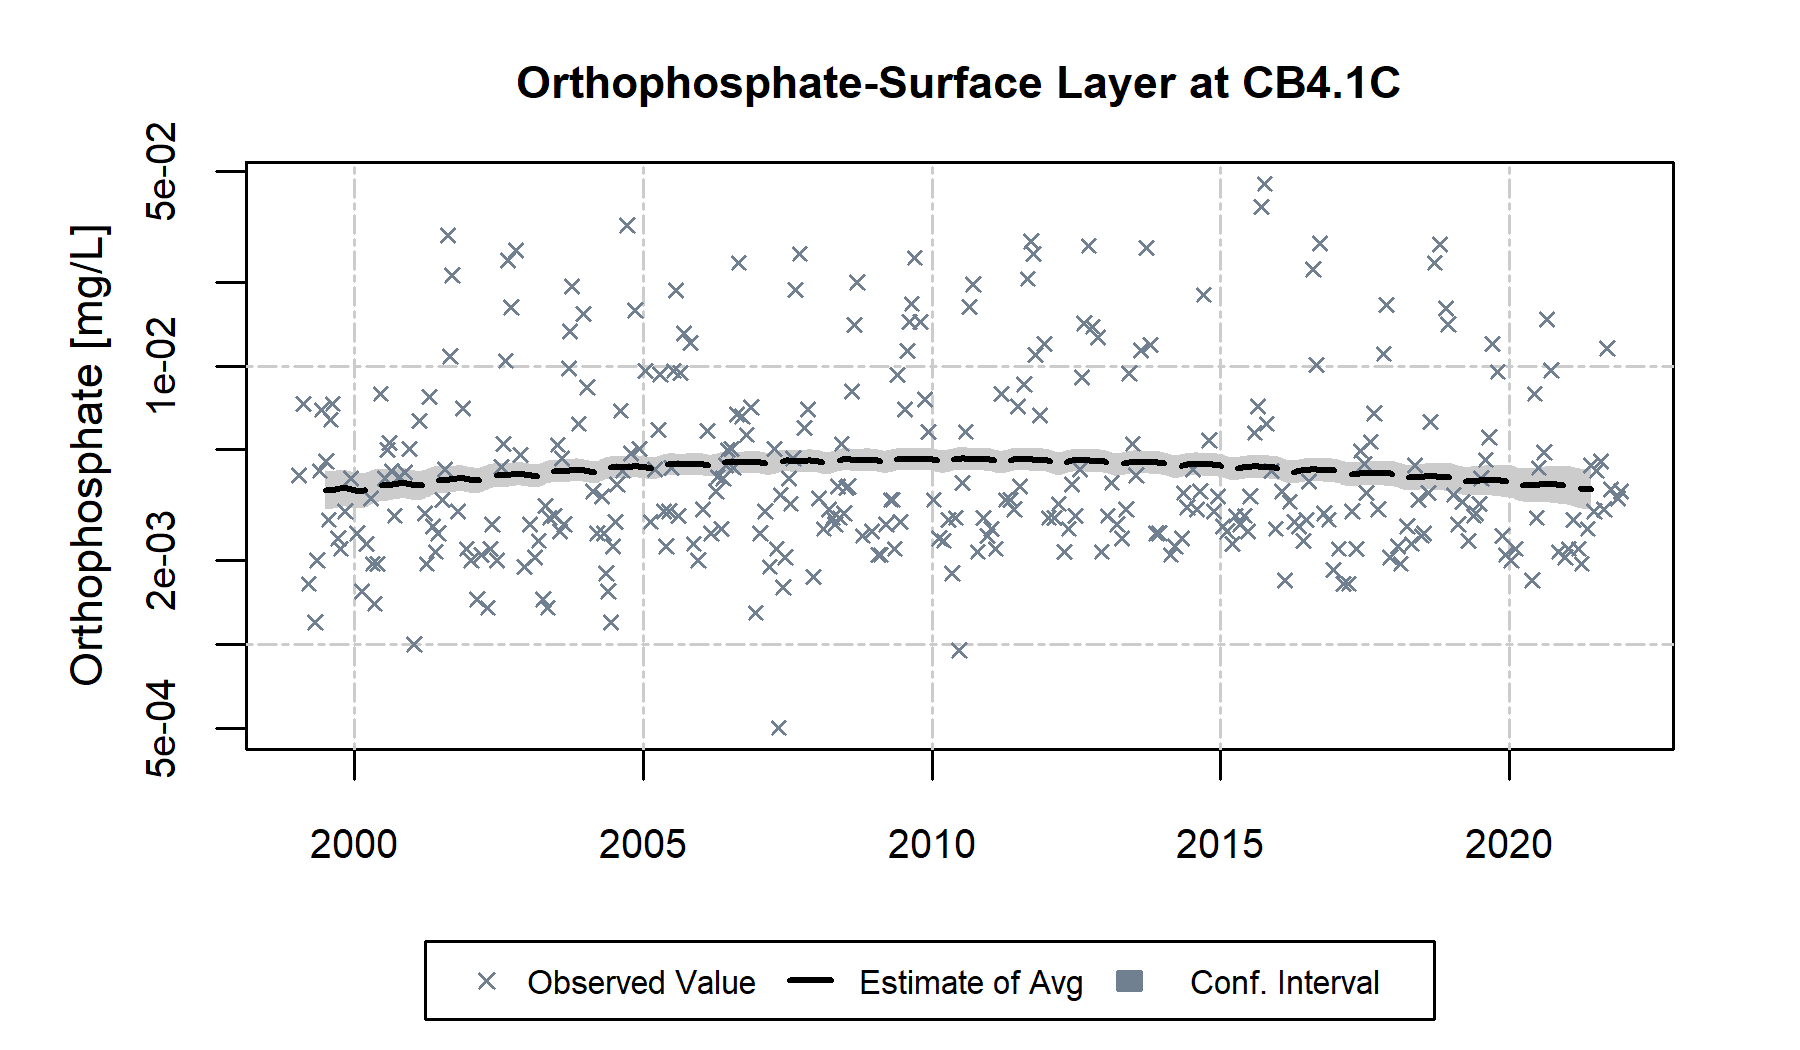 Orthophosphate-Surface Layer at CB4.1C
Orthophosphate [mg/L]
5e-02
1e-02
2e-03
5e-04
2000 2005 2010 2015 2020
Observed Value Estimate of Avg Conf. Interval